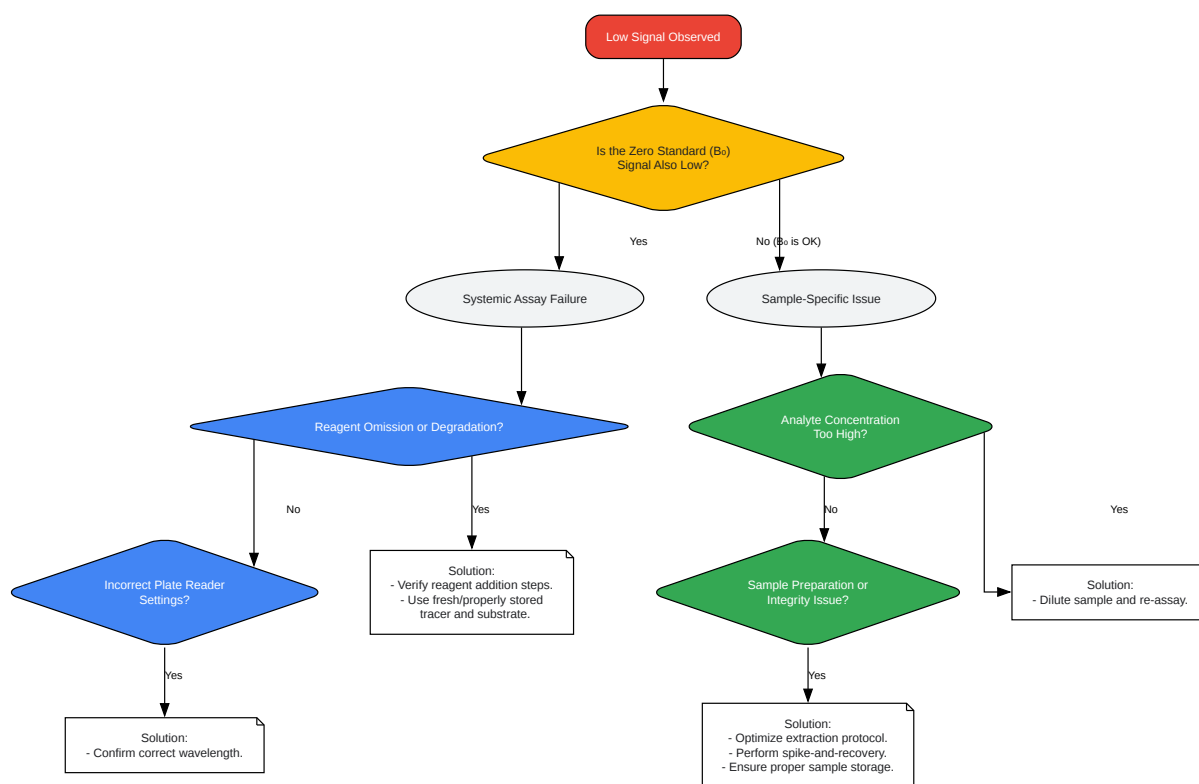 Low Signal Observed
Is the Zero Standard (B₀)
Signal Also Low?
Yes
No (B₀ is OK)
Systemic Assay Failure
Sample-Specific Issue
Reagent Omission or Degradation?
Analyte Concentration
Too High?
No
Yes
No
Yes
Incorrect Plate Reader
Settings?
Solution:
- Verify reagent addition steps.
- Use fresh/properly stored
tracer and substrate.
Sample Preparation or
Integrity Issue?
Solution:
- Dilute sample and re-assay.
Yes
Yes
Solution:
- Confirm correct wavelength.
Solution:
- Optimize extraction protocol.
- Perform spike-and-recovery.
- Ensure proper sample storage.